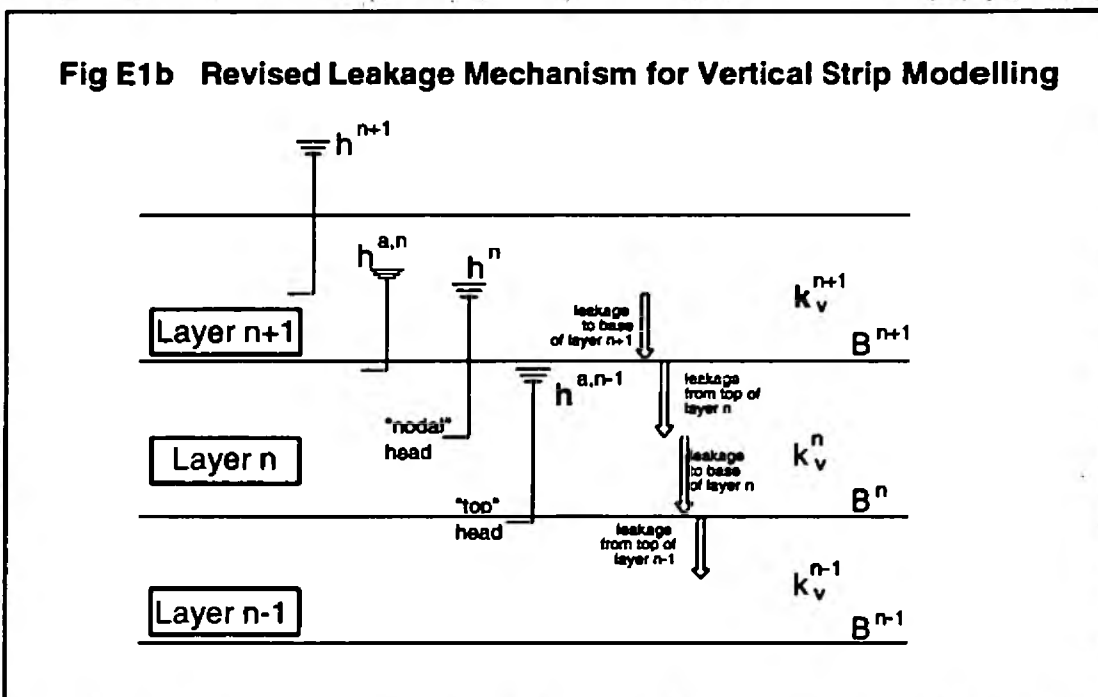 Fig E1b Revised Leakage Mechanism for Vertical Strip Modelling
h^{n+1}
h^{a,n}
h^{n}
k_v^{n+1}
leakage
to base
of layer n+1
Layer n+1
B^{n+1}
h^{a,n-1}
leakage
from top of
layer n
"nodal"
head
Layer n
leakage
to base
of layer n
k_v^{n}
B^{n}
"top"
head
leakage
from top of
layer n-1
k_v^{n-1}
Layer n-1
B^{n-1}